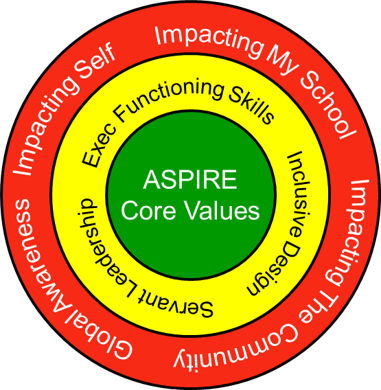 Impacting Self
Impacting My School
Impacting The Community
Global Awareness
Exec Functioning Skills
Inclusive Design
Servant Leadership
ASPIRE
Core Values